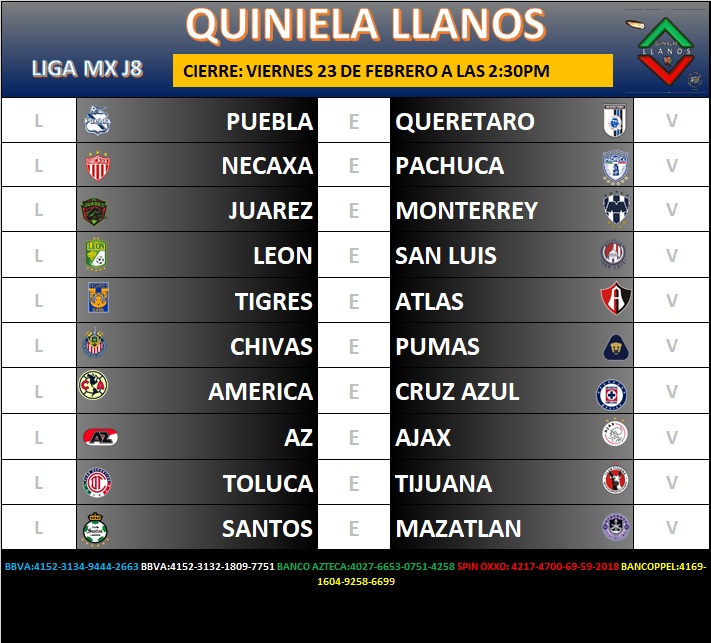 QUINIELA LLANOS
LIGA MX J8
CIERRE: VIERNES 23 DE FEBRERO A LAS 2:30PM
QUINIELAS
LLANOS
L PUEBLA E QUERETARO V
L NECAXA E PACHUCA V
L JUAREZ E MONTERREY V
L LEON E SAN LUIS V
L TIGRES E ATLAS V
L CHIVAS E PUMAS V
L AMERICA E CRUZ AZUL V
L AZ E AJAX V
L TOLUCA E TIJUANA V
L SANTOS E MAZATLAN V
BBVA:4152-3134-9444-2663 BBVA:4152-3132-1809-7751 BANCO AZTECA:4027-6653-0751-4258 SPIN OXXO: 4217-4700-69-59-2018 BANCOPPEL:4169-
1604-9258-6699